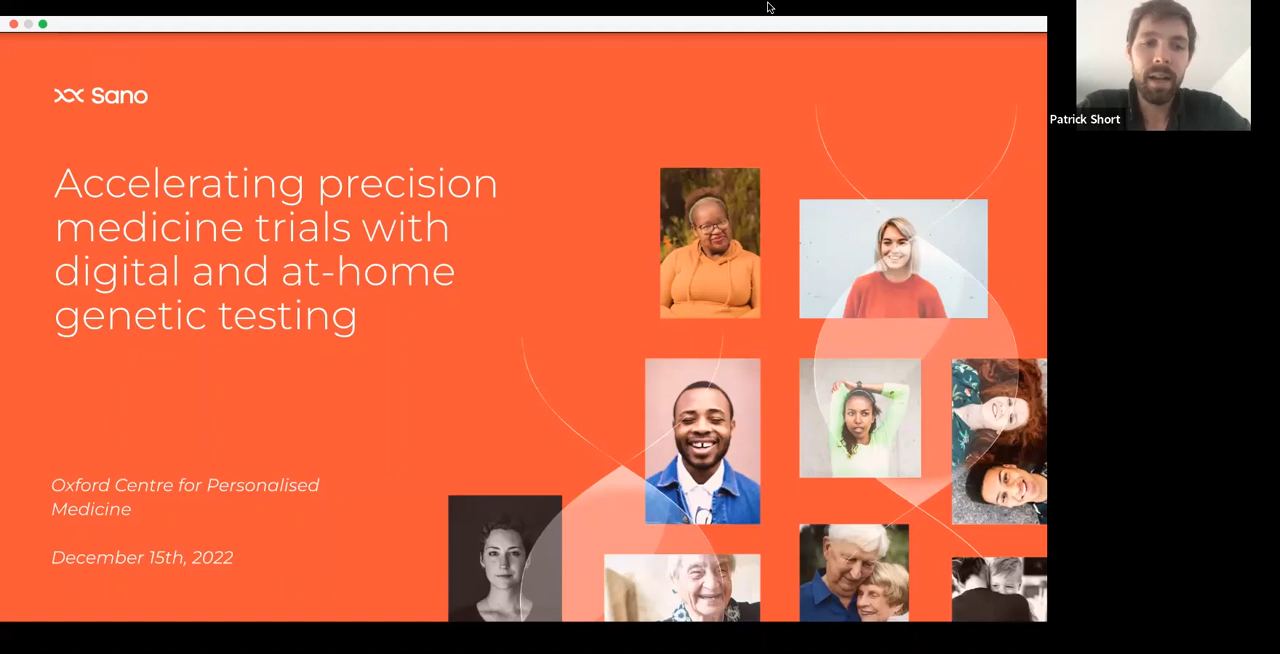 Sano
Accelerating precision
medicine trials with
digital and at-home
genetic testing
Oxford Centre for Personalised
Medicine
December 15th, 2022
Patrick Short